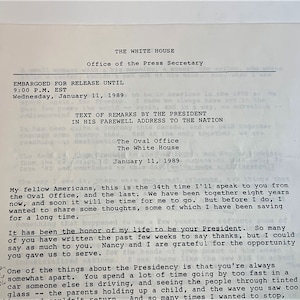 THE WHITE HOUSE
Office of the Press Secretary
EMBARGOED FOR RELEASE UNTIL
9:00 P.M. EST
Wednesday, January 11, 1989
TEXT OF REMARKS BY THE PRESIDENT
IN HIS FAREWELL ADDRESS TO THE NATION
The Oval Office
The White House
January 11, 1989
My fellow Americans, this is the 34th time I'll speak to you from
the Oval Office, and the last. We have been together eight years
now, and soon it will be time for me to go. But before I do, I
wanted to share some thoughts, some of which I have been saving
for a long time.
It has been the honor of my life to be your President. So many
of you have written the past few weeks to say thanks, but I could
say as much to you. Nancy and I are grateful for the opportunity
you gave us to serve.
One of the things about the Presidency is that you're always
somewhat apart. You spend a lot of time going by too fast in a
car someone else is driving, and seeing the people through tinted
glass -- the parents holding up a child, and the wave you saw too
And so many times I wanted to stop,